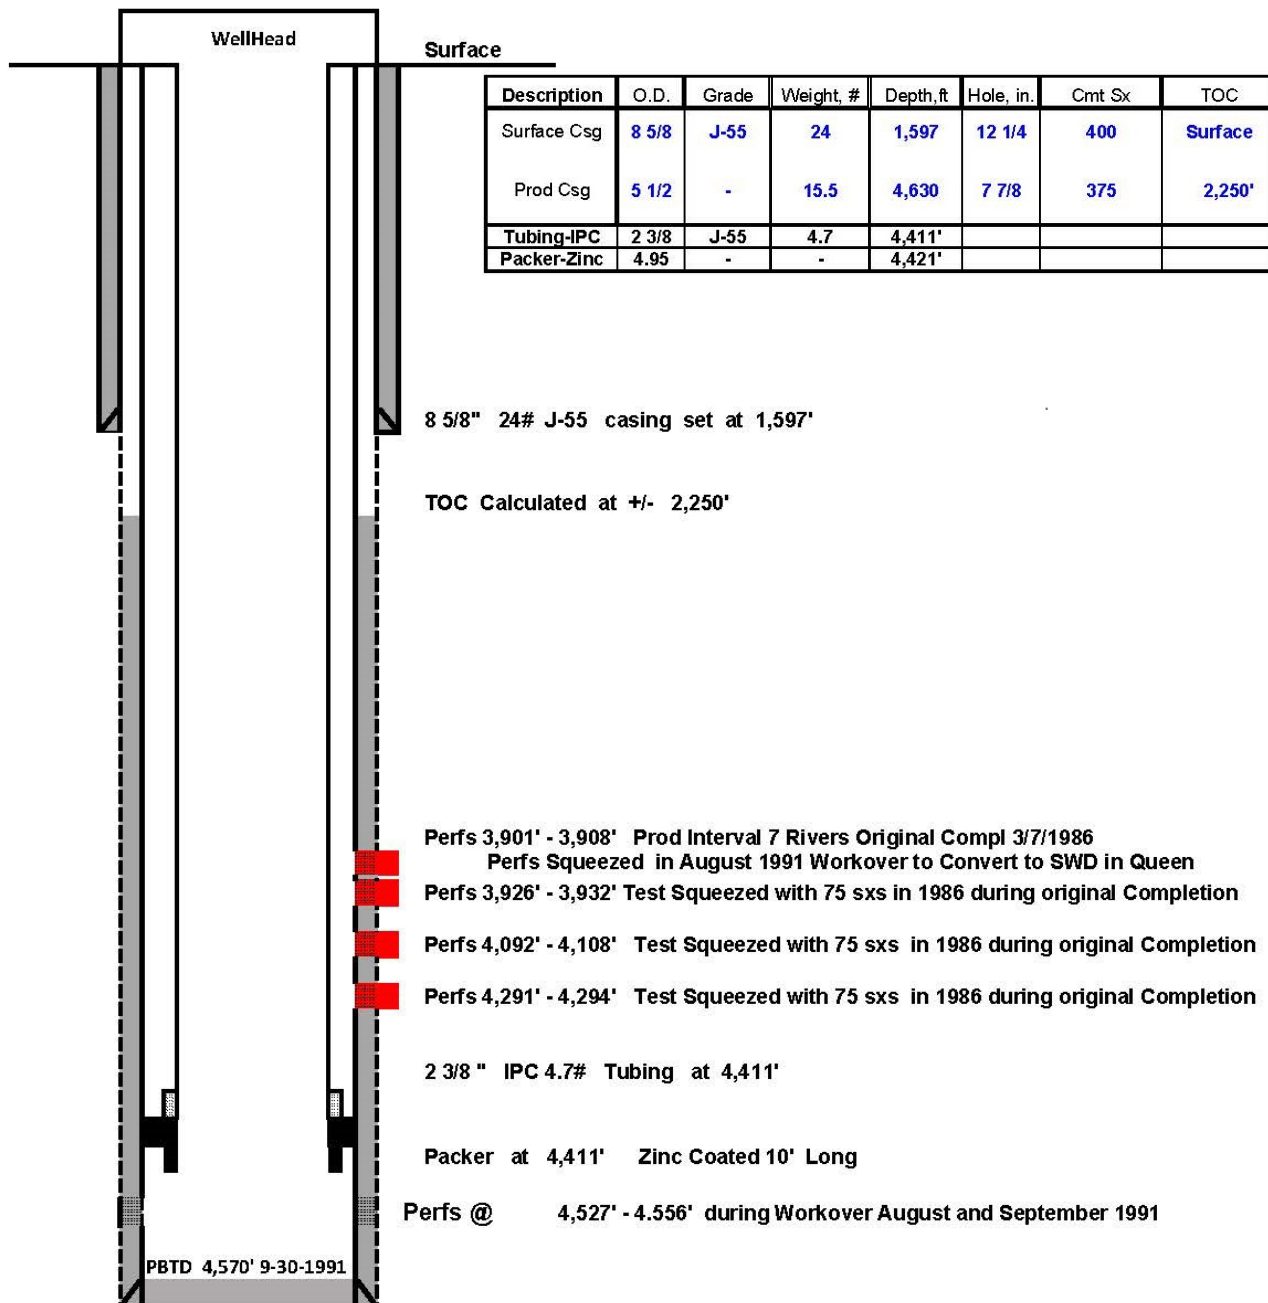 WellHead
Surface
Description O.D. Grade Weight, # Depth,ft Hole, in. Cmt Sx TOC
Surface Csg 8 5/8 J-55 24 1,597 12 1/4 400 Surface
Prod Csg 5 1/2 - 15.5 4,630 7 7/8 375 2,250'
Tubing-IPC 2 3/8 J-55 4.7 4,411'
Packer-Zinc 4.95 - - 4,421'
8 5/8" 24# J-55 casing set at 1,597'
TOC Calculated at +/- 2,250'
Perfs 3,901' - 3,908' Prod Interval 7 Rivers Original Compl 3/7/1986
Perfs Squeezed in August 1991 Workover to Convert to SWD in Queen
Perfs 3,926' - 3,932' Test Squeezed with 75 sxs in 1986 during original Completion
Perfs 4,092' - 4,108' Test Squeezed with 75 sxs in 1986 during original Completion
Perfs 4,291' - 4,294' Test Squeezed with 75 sxs in 1986 during original Completion
2 3/8 " IPC 4.7# Tubing at 4,411'
Packer at 4,411' Zinc Coated 10' Long
Perfs @ 4,527' - 4.556' during Workover August and September 1991
PBTD 4,570' 9-30-1991